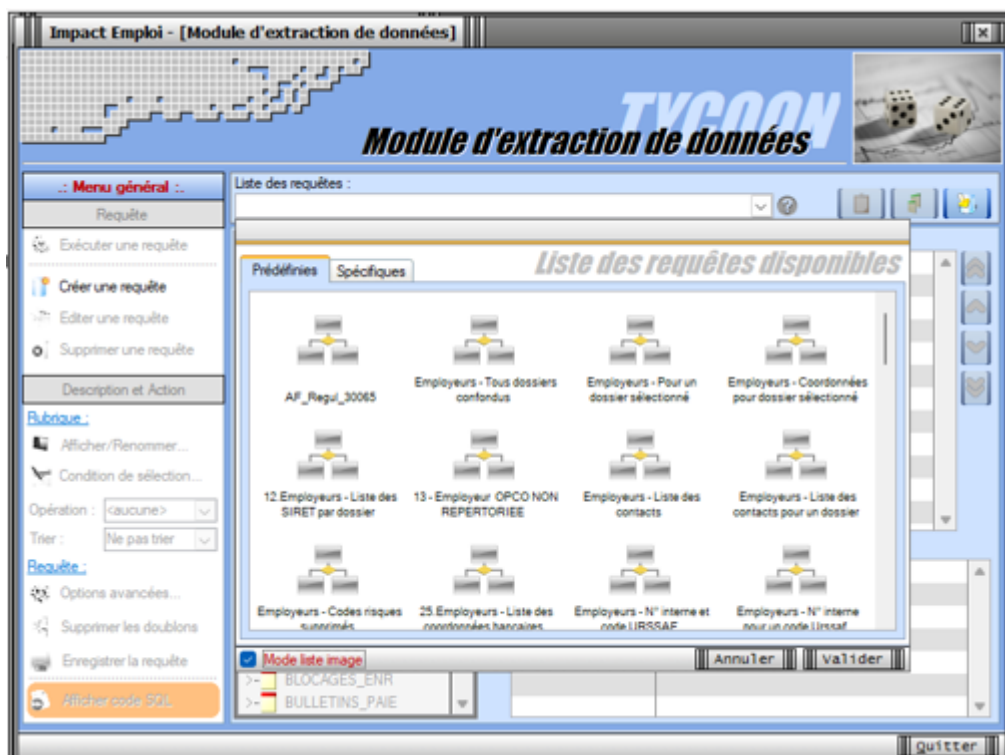 Impact Emploi - [Module d'extraction de données]
TYCOON
Module d'extraction de données
.: Menu général :.
Requête
Exécuter une requête
Créer une requête
Editer une requête
Supprimer une requête
Description et Action
Rubrique :
Afficher/Renommer...
Condition de sélection...
Opération : <aucune>
Trier : Ne pas trier
Requête :
Options avancées...
Supprimer les doublons
Enregistrer la requête
Afficher code SQL
Liste des requêtes :
Prédéfinies Spécifiques
Liste des requêtes disponibles
AF_Regul_30065
Employeurs - Tous dossiers
confondus
Employeurs - Pour un
dossier sélectionné
Employeurs - Coordonnées
pour dossier sélectionné
12.Employeurs - Liste des
SIRET par dossier
13 - Employeur OPCO NON
REPERTORIEE
Employeurs - Liste des
contacts
Employeurs - Liste des
contacts pour un dossier
Employeurs - Codes risques
supprimés
25.Employeurs - Liste des
coordonnées bancaires
Employeurs - N° interne et
code URSSAF
Employeurs - N° interne
pour un code Urssaf
Mode liste image
Annuler Valider
BLOCAGES_ENR
BULLETINS_PAIE
Quitter